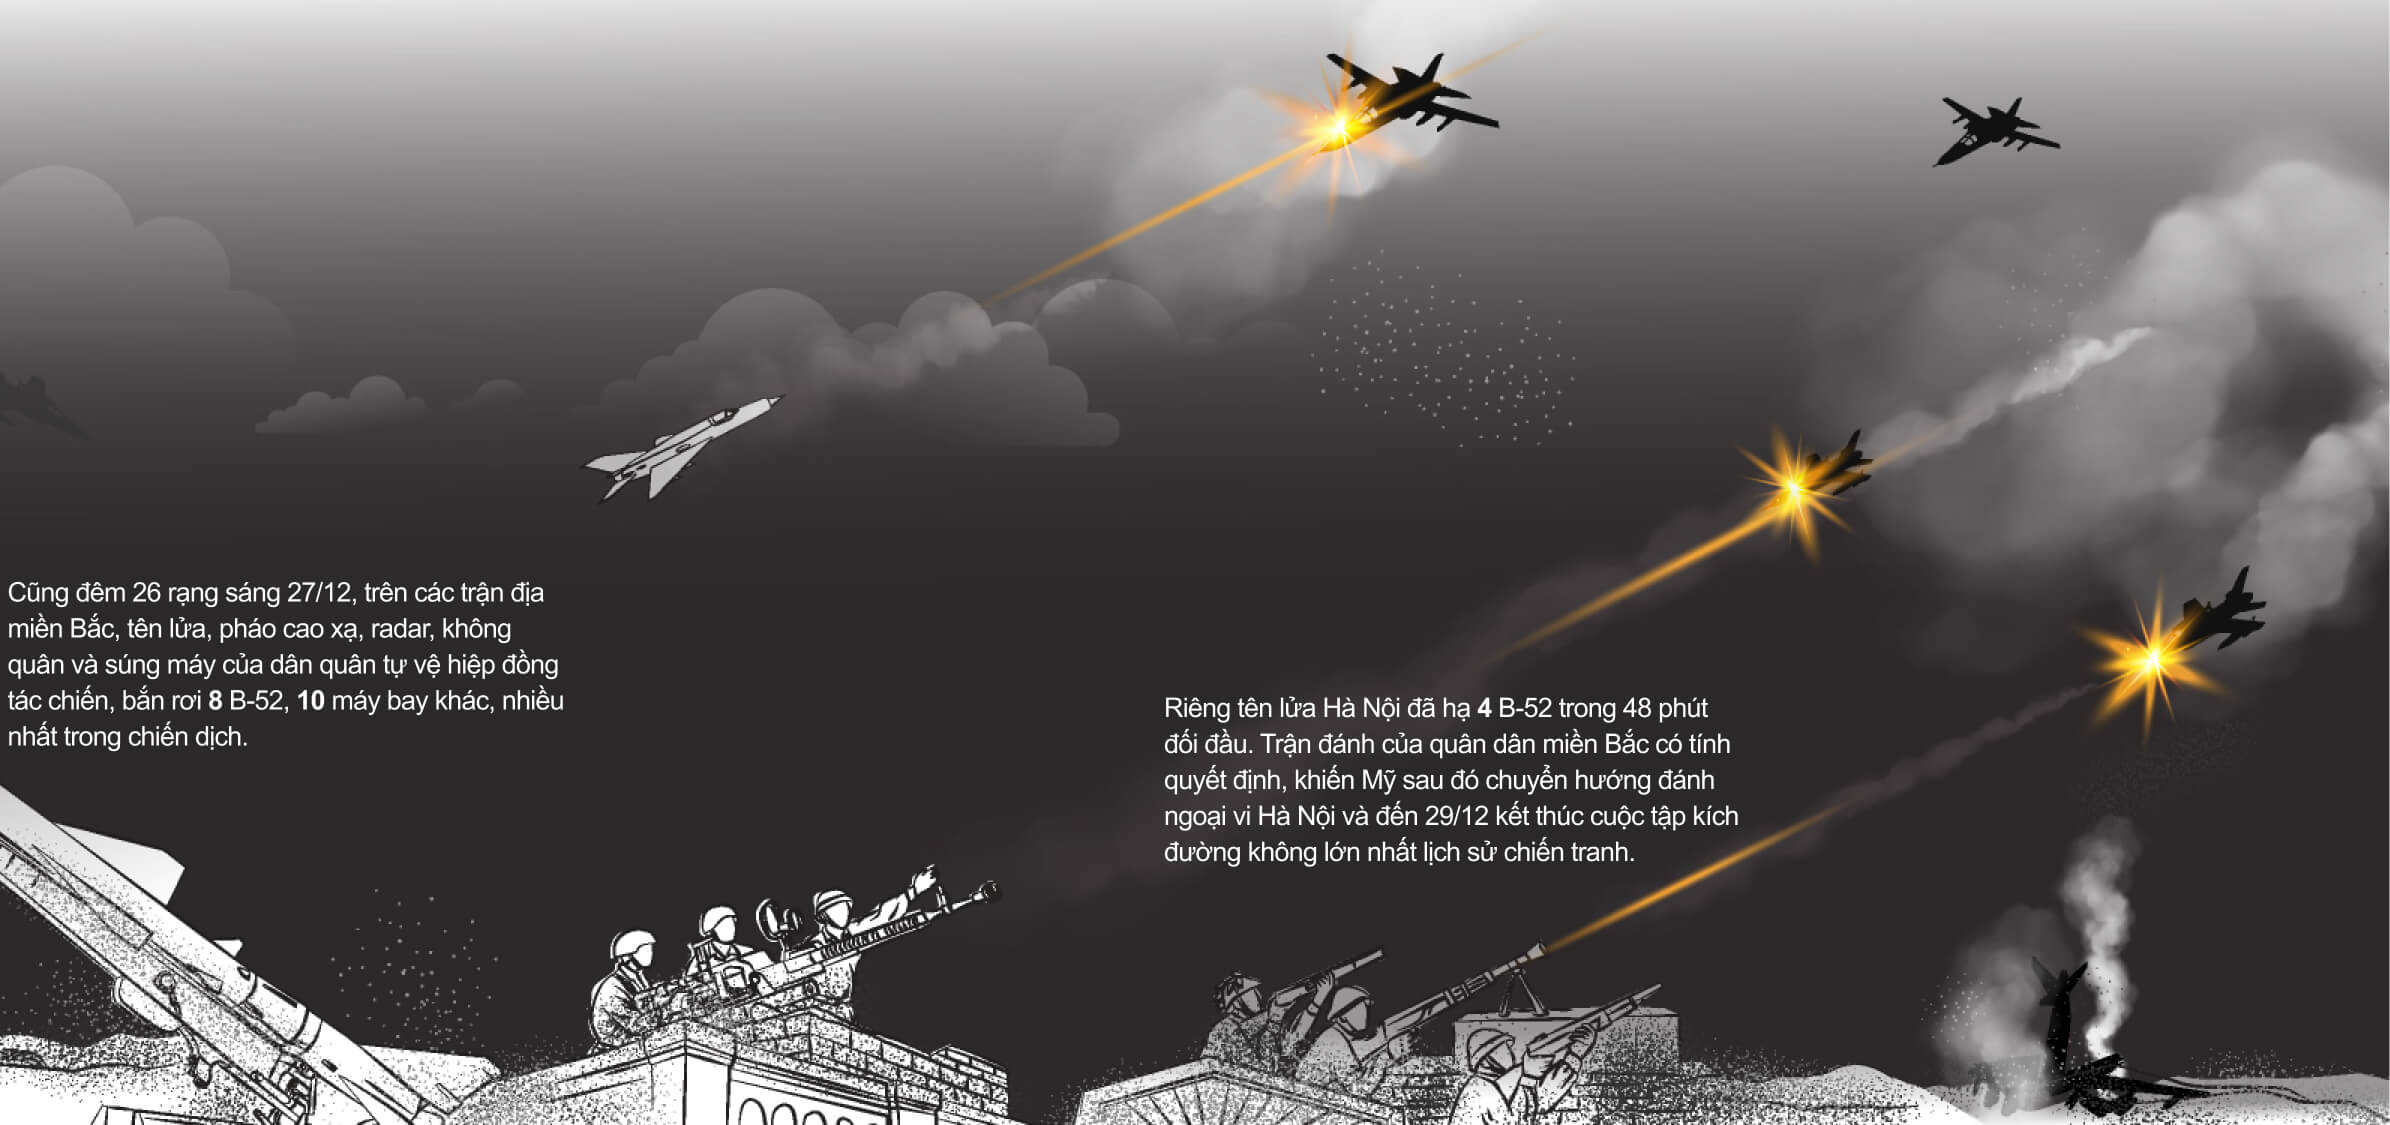 Cũng đêm 26 rạng sáng 27/12, trên các trận địa
miền Bắc, tên lửa, pháo cao xạ, radar, không
quân và súng máy của dân quân tự vệ hiệp đồng
tác chiến, bắn rơi 8 B-52, 10 máy bay khác, nhiều
nhất trong chiến dịch.
Riêng tên lửa Hà Nội đã hạ 4 B-52 trong 48 phút
đối đầu. Trận đánh của quân dân miền Bắc có tính
quyết định, khiến Mỹ sau đó chuyển hướng đánh
ngoại vi Hà Nội và đến 29/12 kết thúc cuộc tập kích
đường không lớn nhất lịch sử chiến tranh.